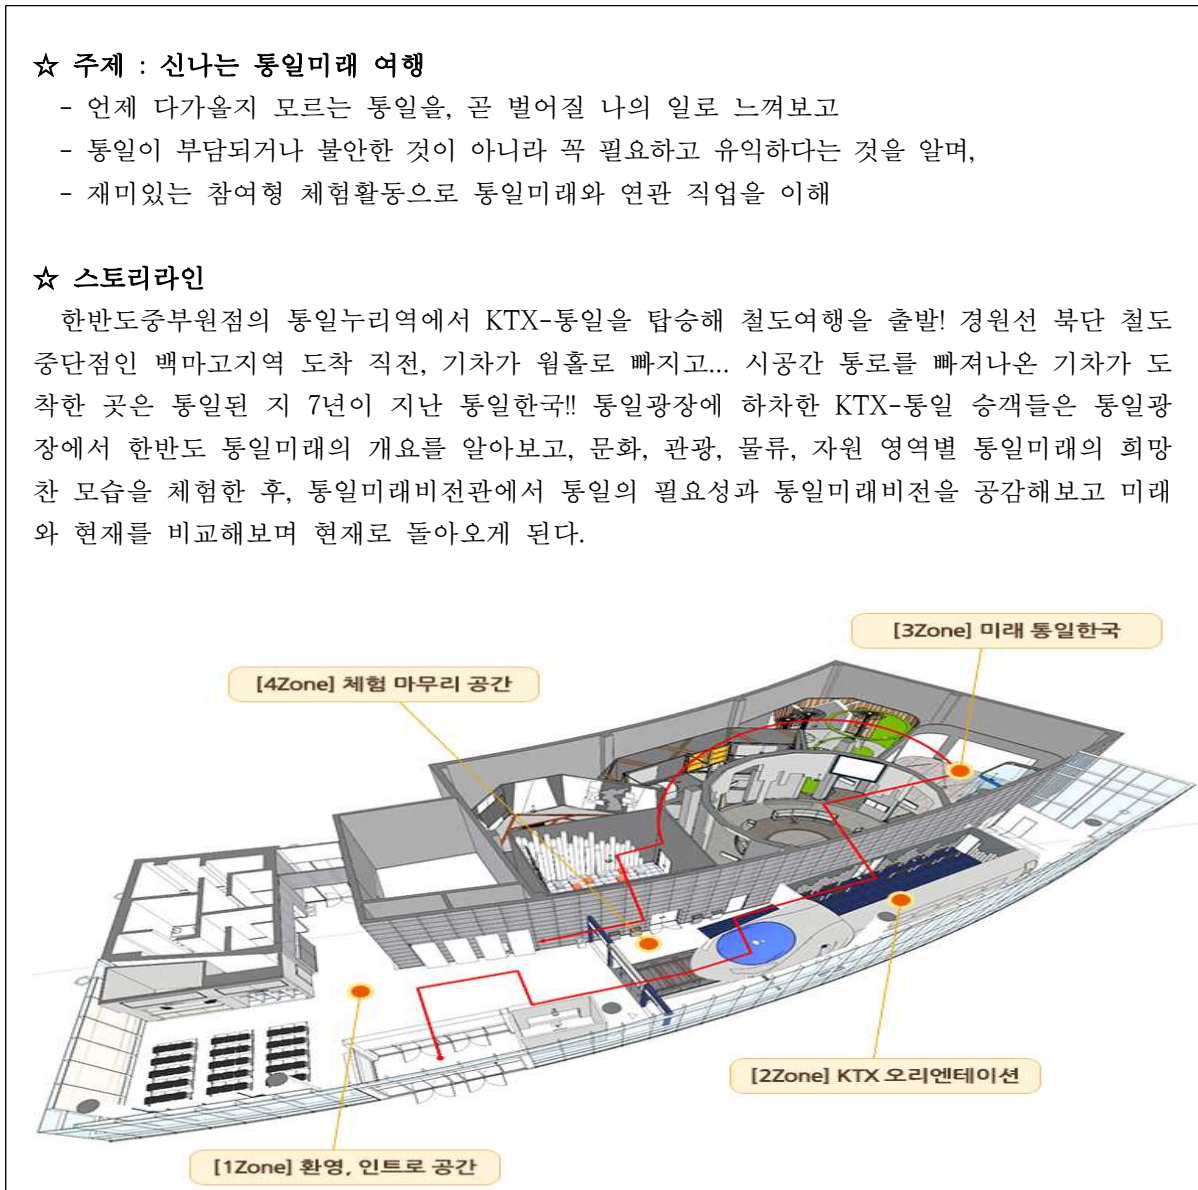 ☆ 주제 : 신나는 통일미래 여행
- 언제 다가올지 모르는 통일을, 곧 벌어질 나의 일로 느껴보고
- 통일이 부담되거나 불안한 것이 아니라 꼭 필요하고 유익하다는 것을 알며,
- 재미있는 참여형 체험활동으로 통일미래와 연관 직업을 이해
☆ 스토리라인
한반도중부원점의 통일누리역에서 KTX-통일을 탑승해 철도여행을 출발! 경원선 북단 철도
중단점인 백마고지역 도착 직전, 기차가 웜홀로 빠지고... 시공간 통로를 빠져나온 기차가 도
착한 곳은 통일된 지 7년이 지난 통일한국!! 통일광장에 하차한 KTX-통일 승객들은 통일광
장에서 한반도 통일미래의 개요를 알아보고, 문화, 관광, 물류, 자원 영역별 통일미래의 희망
찬 모습을 체험한 후, 통일미래비전관에서 통일의 필요성과 통일미래비전을 공감해보고 미래
와 현재를 비교해보며 현재로 돌아오게 된다.
[3Zone] 미래 통일한국
[4Zone] 체험 마무리 공간
[2Zone] KTX 오리엔테이션
[1Zone] 환영, 인트로 공간